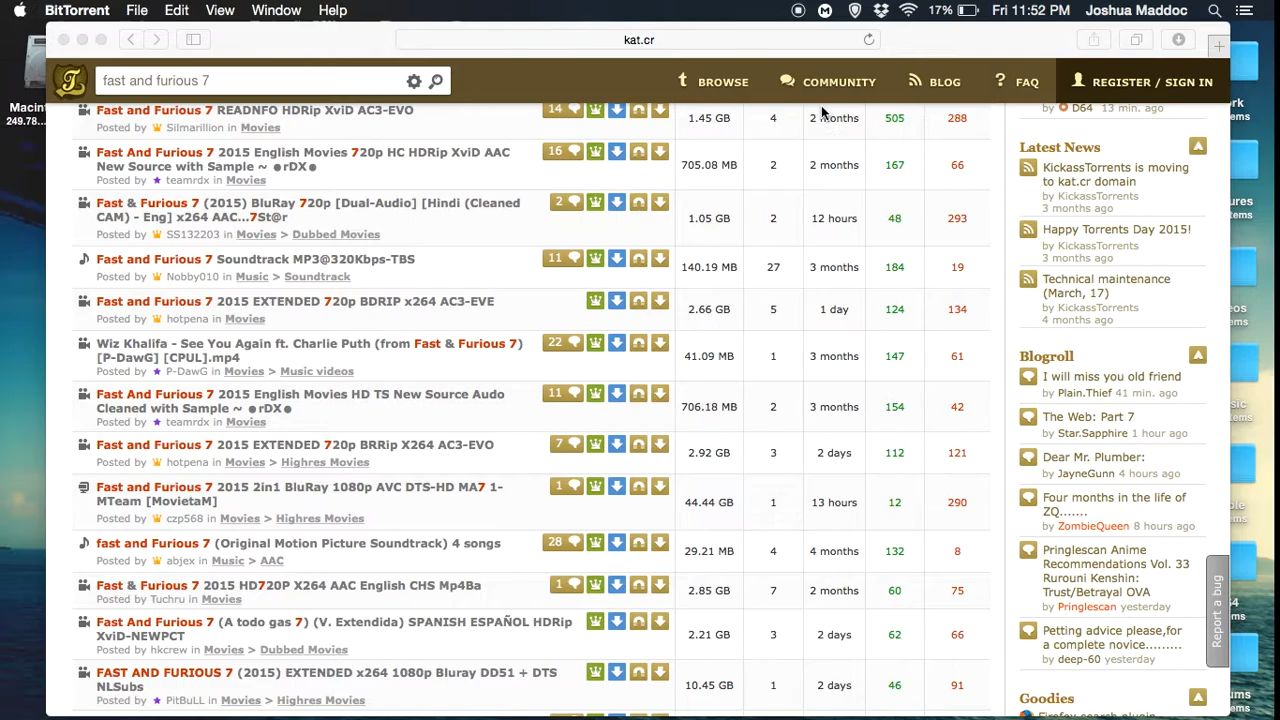 BitTorrent File Edit View Window Help 17% Fri 11:52 PM Joshua Maddoc
kat.cr
fast and furious 7
BROWSE COMMUNITY BLOG FAQ REGISTER / SIGN IN
Macint
249.78...
Fast and Furious 7 READNFO HDRip XviD AC3-EVO 14 1.45 GB 4 2 months 505 288
Posted by Silmarillion in Movies
Fast And Furious 7 2015 English Movies 720p HC HDRip XviD AAC
New Source with Sample ~ ●rDX● 16 705.08 MB 2 2 months 167 66
Posted by teamrdx in Movies
Fast & Furious 7 (2015) BluRay 720p [Dual-Audio] [Hindi (Cleaned
CAM) - Eng] x264 AAC...7St@r 2 1.05 GB 2 12 hours 48 293
Posted by SS132203 in Movies > Dubbed Movies
Fast and Furious 7 Soundtrack MP3@320Kbps-TBS 11 140.19 MB 27 3 months 184 19
Posted by Nobby010 in Music > Soundtrack
Fast and Furious 7 2015 EXTENDED 720p BDRIP x264 AC3-EVE 2.66 GB 5 1 day 124 134
Posted by hotpena in Movies
Wiz Khalifa - See You Again ft. Charlie Puth (from Fast & Furious 7)
[P-DawG] [CPUL].mp4 22 41.09 MB 1 3 months 147 61
Posted by P-DawG in Movies > Music videos
Fast And Furious 7 2015 English Movies HD TS New Source Audo
Cleaned with Sample ~ ●rDX● 11 706.18 MB 2 3 months 154 42
Posted by teamrdx in Movies
Fast and Furious 7 2015 EXTENDED 720p BRRip X264 AC3-EVO 7 2.92 GB 3 2 days 112 121
Posted by hotpena in Movies > Highres Movies
Fast and Furious 7 2015 2in1 BluRay 1080p AVC DTS-HD MA7 1-
MTeam [MovietaM] 1 44.44 GB 1 13 hours 12 290
Posted by czp568 in Movies > Highres Movies
fast and Furious 7 (Original Motion Picture Soundtrack) 4 songs 28 29.21 MB 4 4 months 132 8
Posted by abjex in Music > AAC
Fast & Furious 7 2015 HD720P X264 AAC English CHS Mp4Ba 1 2.85 GB 7 2 months 60 75
Posted by Tuchru in Movies
Fast And Furious 7 (A todo gas 7) (V. Extendida) SPANISH ESPAÑOL HDRip
XviD-NEWPCT 2.21 GB 3 2 days 62 66
Posted by hkcrew in Movies > Dubbed Movies
FAST AND FURIOUS 7 (2015) EXTENDED x264 1080p Bluray DD51 + DTS
NLSubs 10.45 GB 1 2 days 46 91
Posted by PitBuLL in Movies > Highres Movies
by D64 13 min. ago
Latest News
KickassTorrents is moving
to kat.cr domain
by KickassTorrents
3 months ago
Happy Torrents Day 2015!
by KickassTorrents
3 months ago
Technical maintenance
(March, 17)
by KickassTorrents
4 months ago
Blogroll
I will miss you old friend
by Plain.Thief 41 min. ago
The Web: Part 7
by Star.Sapphire 1 hour ago
Dear Mr. Plumber:
by JayneGunn 4 hours ago
Four months in the life of
ZQ.......
by ZombieQueen 8 hours ago
Pringlescan Anime
Recommendations Vol. 33
Rurouni Kenshin:
Trust/Betrayal OVA
by Pringlescan yesterday
Petting advice please,for
a complete novice.........
by deep-60 yesterday
Goodies
Firefox search plugin
Report a bug